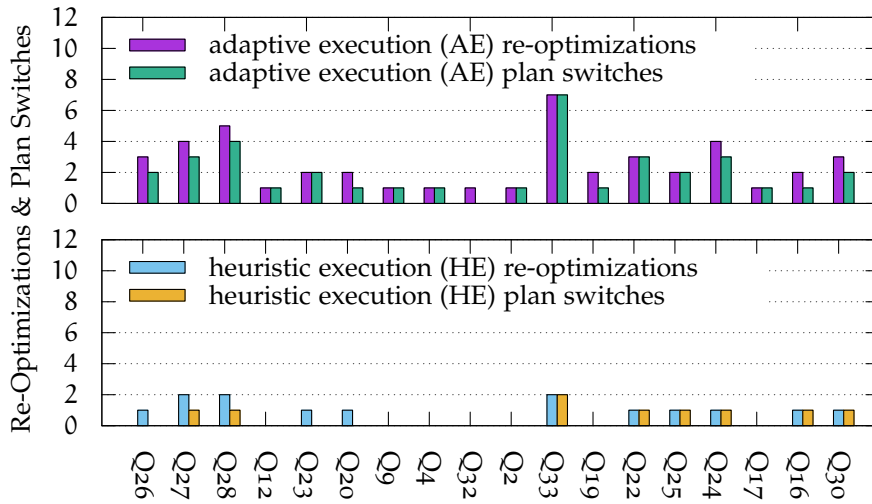 Re-Optimizations & Plan Switches
12
10
8
6
4
2
0
adaptive execution (AE) re-optimizations
adaptive execution (AE) plan switches
12
10
8
6
4
2
0
heuristic execution (HE) re-optimizations
heuristic execution (HE) plan switches
Q26
Q27
Q28
Q12
Q23
Q20
Q9
Q4
Q32
Q2
Q33
Q19
Q22
Q25
Q24
Q17
Q16
Q30